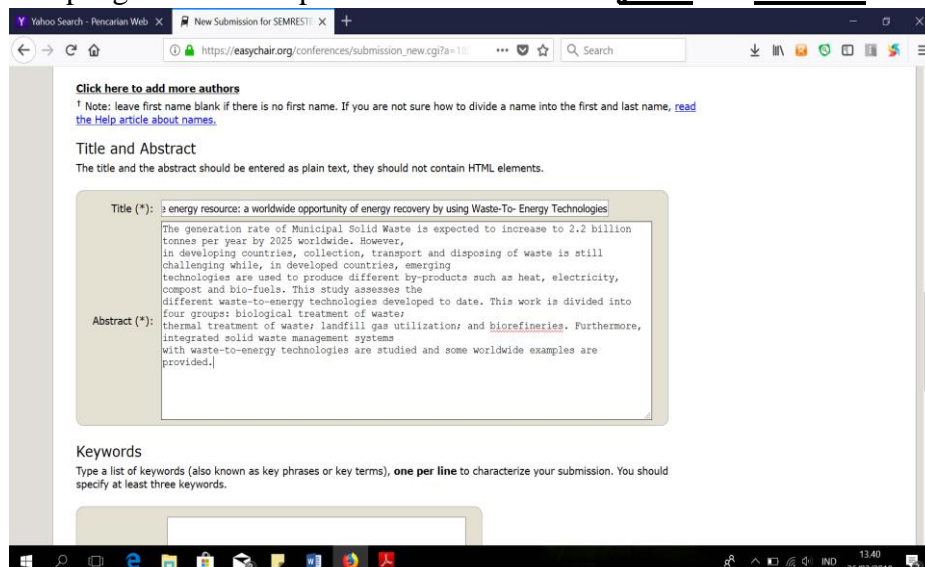 Yahoo Search - Pencarian Web
New Submission for SEMREST
https://easychair.org/conferences/submission_new.cgi?a=
Search
Click here to add more authors
† Note: leave first name blank if there is no first name. If you are not sure how to divide a name into the first and last name, read
the Help article about names.
Title and Abstract
The title and the abstract should be entered as plain text, they should not contain HTML elements.
Title (*): energy resource: a worldwide opportunity of energy recovery by using Waste-To- Energy Technologies
Abstract (*):
The generation rate of Municipal Solid Waste is expected to increase to 2.2 billion
tonnes per year by 2025 worldwide. However,
in developing countries, collection, transport and disposing of waste is still
challenging while, in developed countries, emerging
technologies are used to produce different by-products such as heat, electricity,
compost and bio-fuels. This study assesses the
different waste-to-energy technologies developed to date. This work is divided into
four groups: biological treatment of waste;
thermal treatment of waste; landfill gas utilization; and biorefineries. Furthermore,
integrated solid waste management systems
with waste-to-energy technologies are studied and some worldwide examples are
provided.
Keywords
Type a list of keywords (also known as key phrases or key terms), one per line to characterize your submission. You should
specify at least three keywords.
IND
13.40